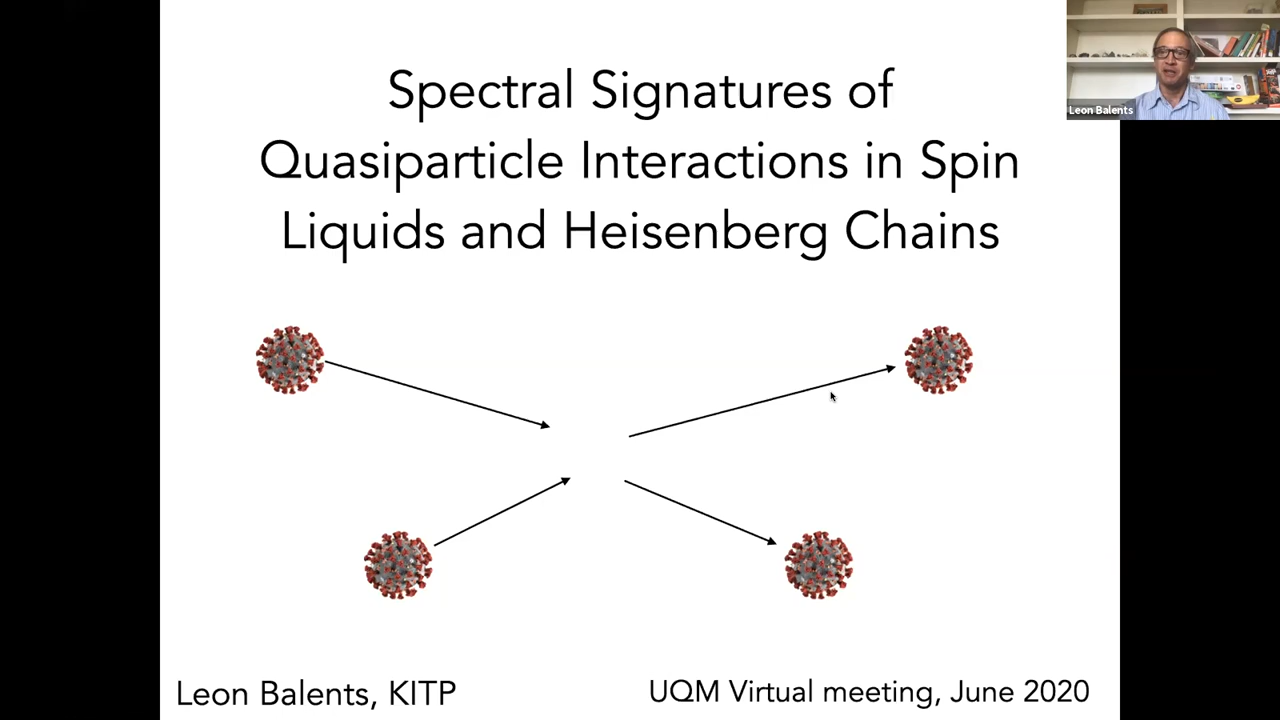 Spectral Signatures of
Quasiparticle Interactions in Spin
Liquids and Heisenberg Chains
Leon Balents
Leon Balents, KITP
UQM Virtual meeting, June 2020